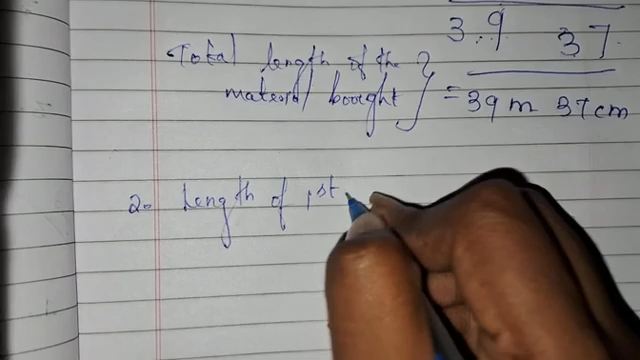 3.9 37
Total length of the
material bought } = 39 m 37 cm
2. Length of 1st